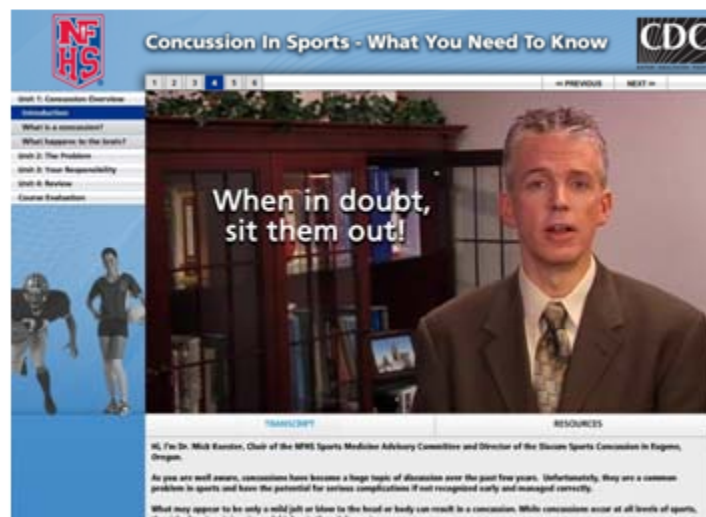 NF
HS
Concussion In Sports - What You Need To Know
CDC
1 2 3 4 5 6
<< PREVIOUS NEXT >>
Unit 1: Concussion Overview
Introduction
What is a concussion?
What happens to the brain?
Unit 2: The Problem
Unit 3: Your Responsibility
Unit 4: Review
Course Evaluation
When in doubt,
sit them out!
TRANSCRIPT RESOURCES
Hi, I'm Dr. Mick Koester, Chair of the NFHS Sports Medicine Advisory Committee and Director of the Slocum Sports Concussion in Eugene,
Oregon.
As you are well aware, concussions have become a huge topic of discussion over the past few years. Unfortunately, they are a common
problem in sports and have the potential for serious complications if not recognized early and managed correctly.
What may appear to be only a mild jolt or blow to the head or body can result in a concussion. While concussions occur at all levels of sports,